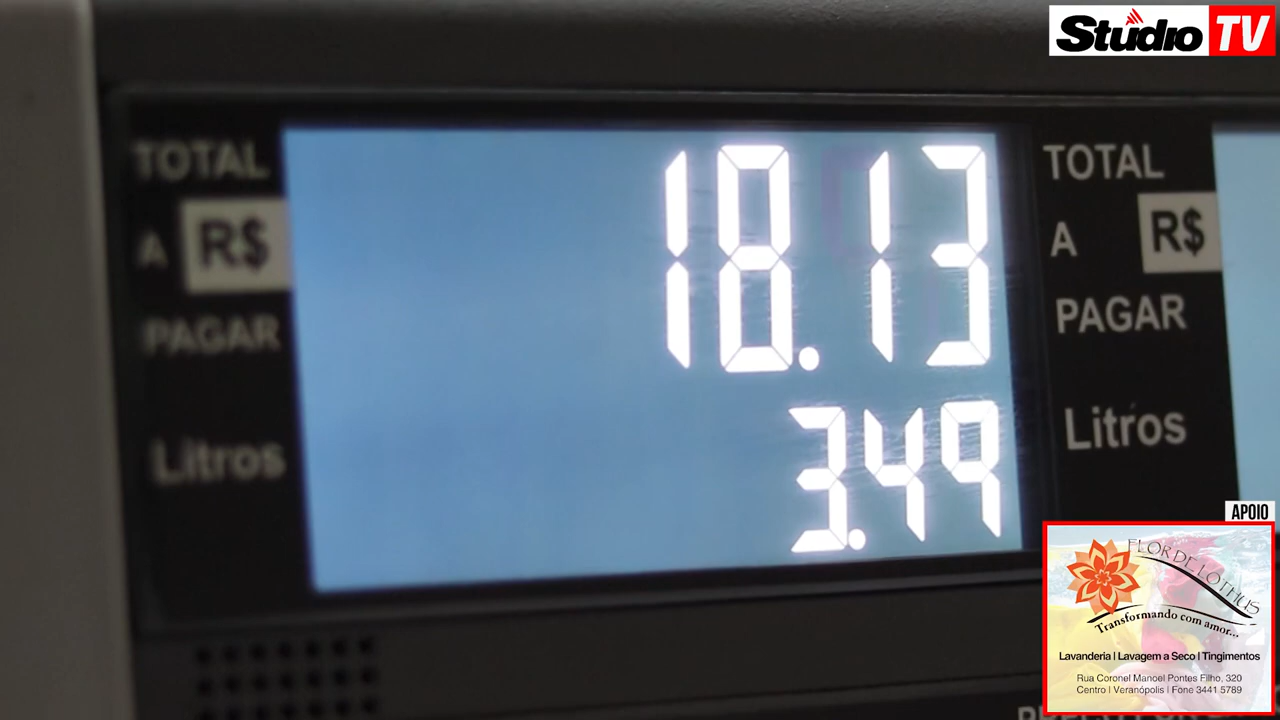 Studio TV
TOTAL
A R$
PAGAR
Litros
18.13
3.49
TOTAL
A R$
PAGAR
Litros
APOIO
FLOR DE LOTHUS
Transformando com amor...
Lavanderia | Lavagem a Seco | Tingimentos
Rua Coronel Manoel Pontes Filho, 320
Centro | Veranópolis | Fone 3441 5789